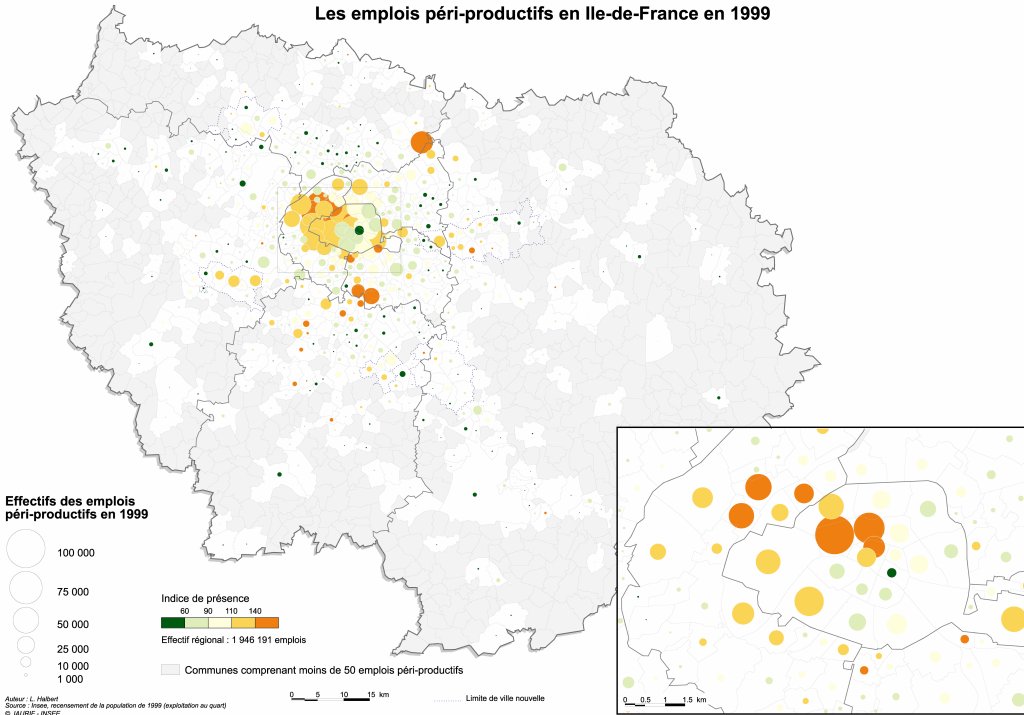 Les emplois péri-productifs en Ile-de-France en 1999
Effectifs des emplois
péri-productifs en 1999
100 000
75 000
50 000
25 000
10 000
1 000
Indice de présence
60 90 110 140
Effectif régional : 1 946 191 emplois
Communes comprenant moins de 50 emplois péri-productifs
0 5 10 15 km
Limite de ville nouvelle
0 0.5 1 1.5 km
Auteur : L. Halbert
Source : Insee, recensement de la population de 1999 (exploitation au quart)
© IAURIF - INSEE